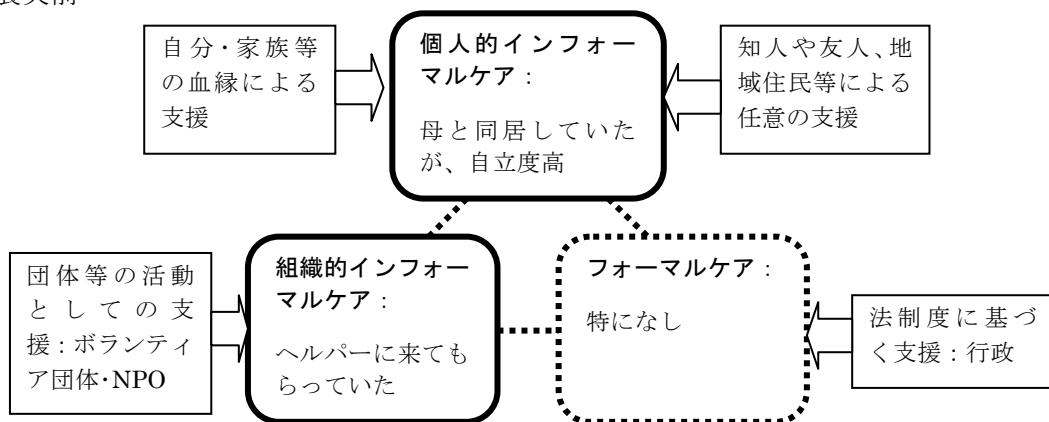 自分・家族等
の血縁による
支援
個人的インフォー
マルケア：
母と同居していた
が、自立度高
知人や友人、地
域住民等による
任意の支援
団体等の活動
としての支
援：ボランティ
ア団体・NPO
組織的インフォー
マルケア：
ヘルパーに来ても
らっていた
フォーマルケア：
特になし
法制度に基づ
く支援：行政